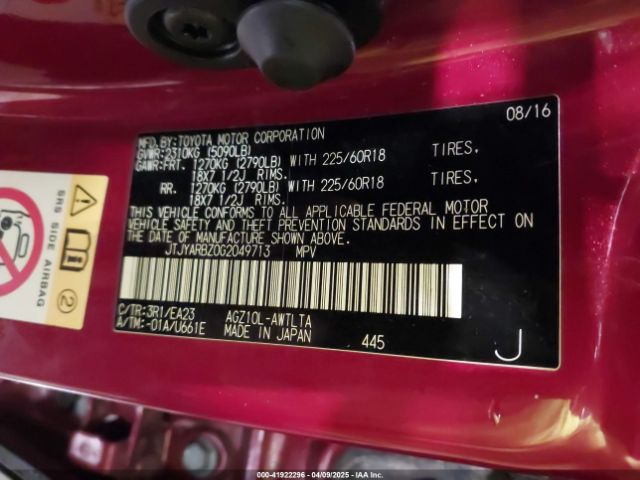 08/16
MFD.BY:TOYOTA MOTOR CORPORATION
GVWR:2310KG (5090LB)
GAWR:FRT. 1270KG (2790LB) WITH 225/60R18 TIRES,
18X7 1/2J RIMS.
RR. 1270KG (2790LB) WITH 225/60R18 TIRES,
18X7 1/2J RIMS.
THIS VEHICLE CONFORMS TO ALL APPLICABLE FEDERAL MOTOR
VEHICLE SAFETY AND THEFT PREVENTION STANDARDS IN EFFECT ON
THE DATE OF MANUFACTURE SHOWN ABOVE.
JTJYARBZ0G2049713 MPV
C/TR:3R1/EA23 AGZ10L-AWTLTA
A/TM:-01A/U661E MADE IN JAPAN 445 J
SRS SIDE AIRBAG
2
000-41922296 - 04/09/2025 - IAA Inc.